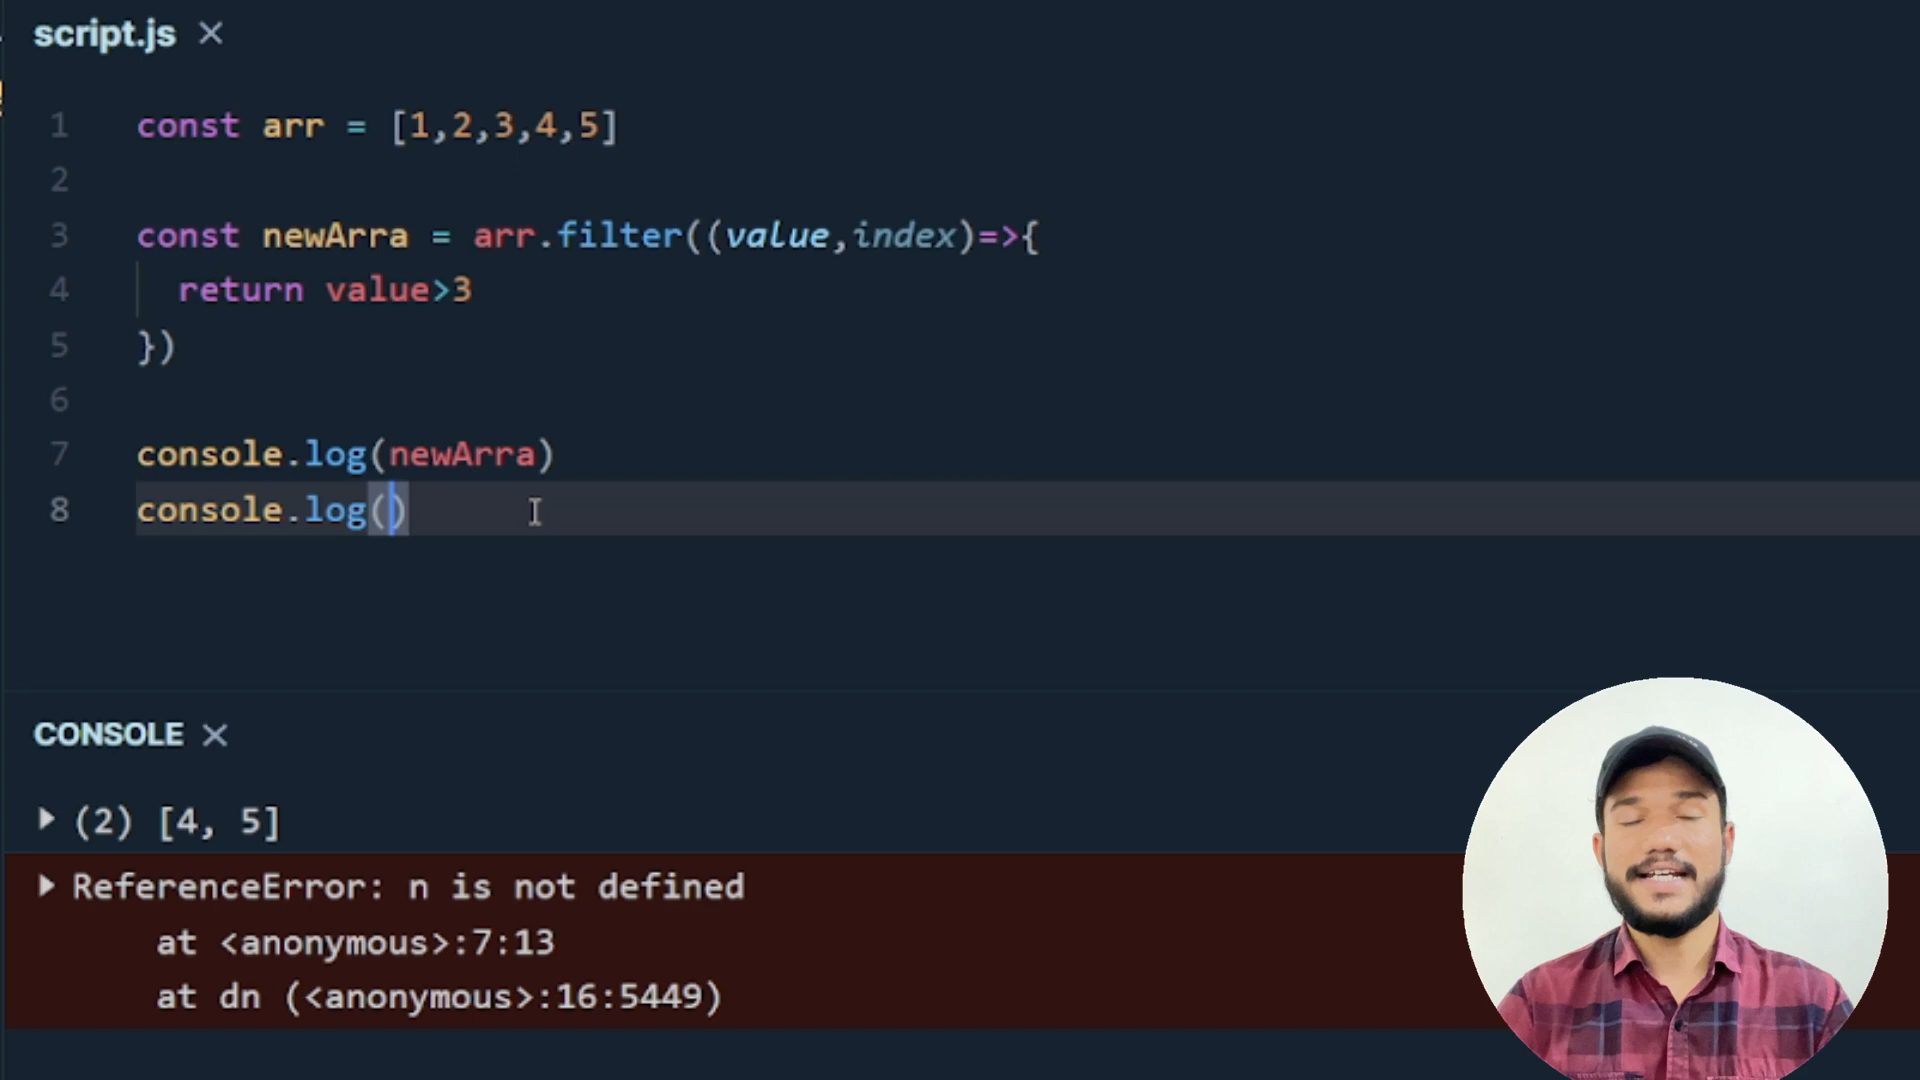 script.js ×
1 const arr = [1,2,3,4,5]
2
3 const newArra = arr.filter((value,index)=>{
4 return value>3
5 })
6
7 console.log(newArra)
8 console.log()
CONSOLE ×
(2) [4, 5]
ReferenceError: n is not defined
at <anonymous>:7:13
at dn (<anonymous>:16:5449)